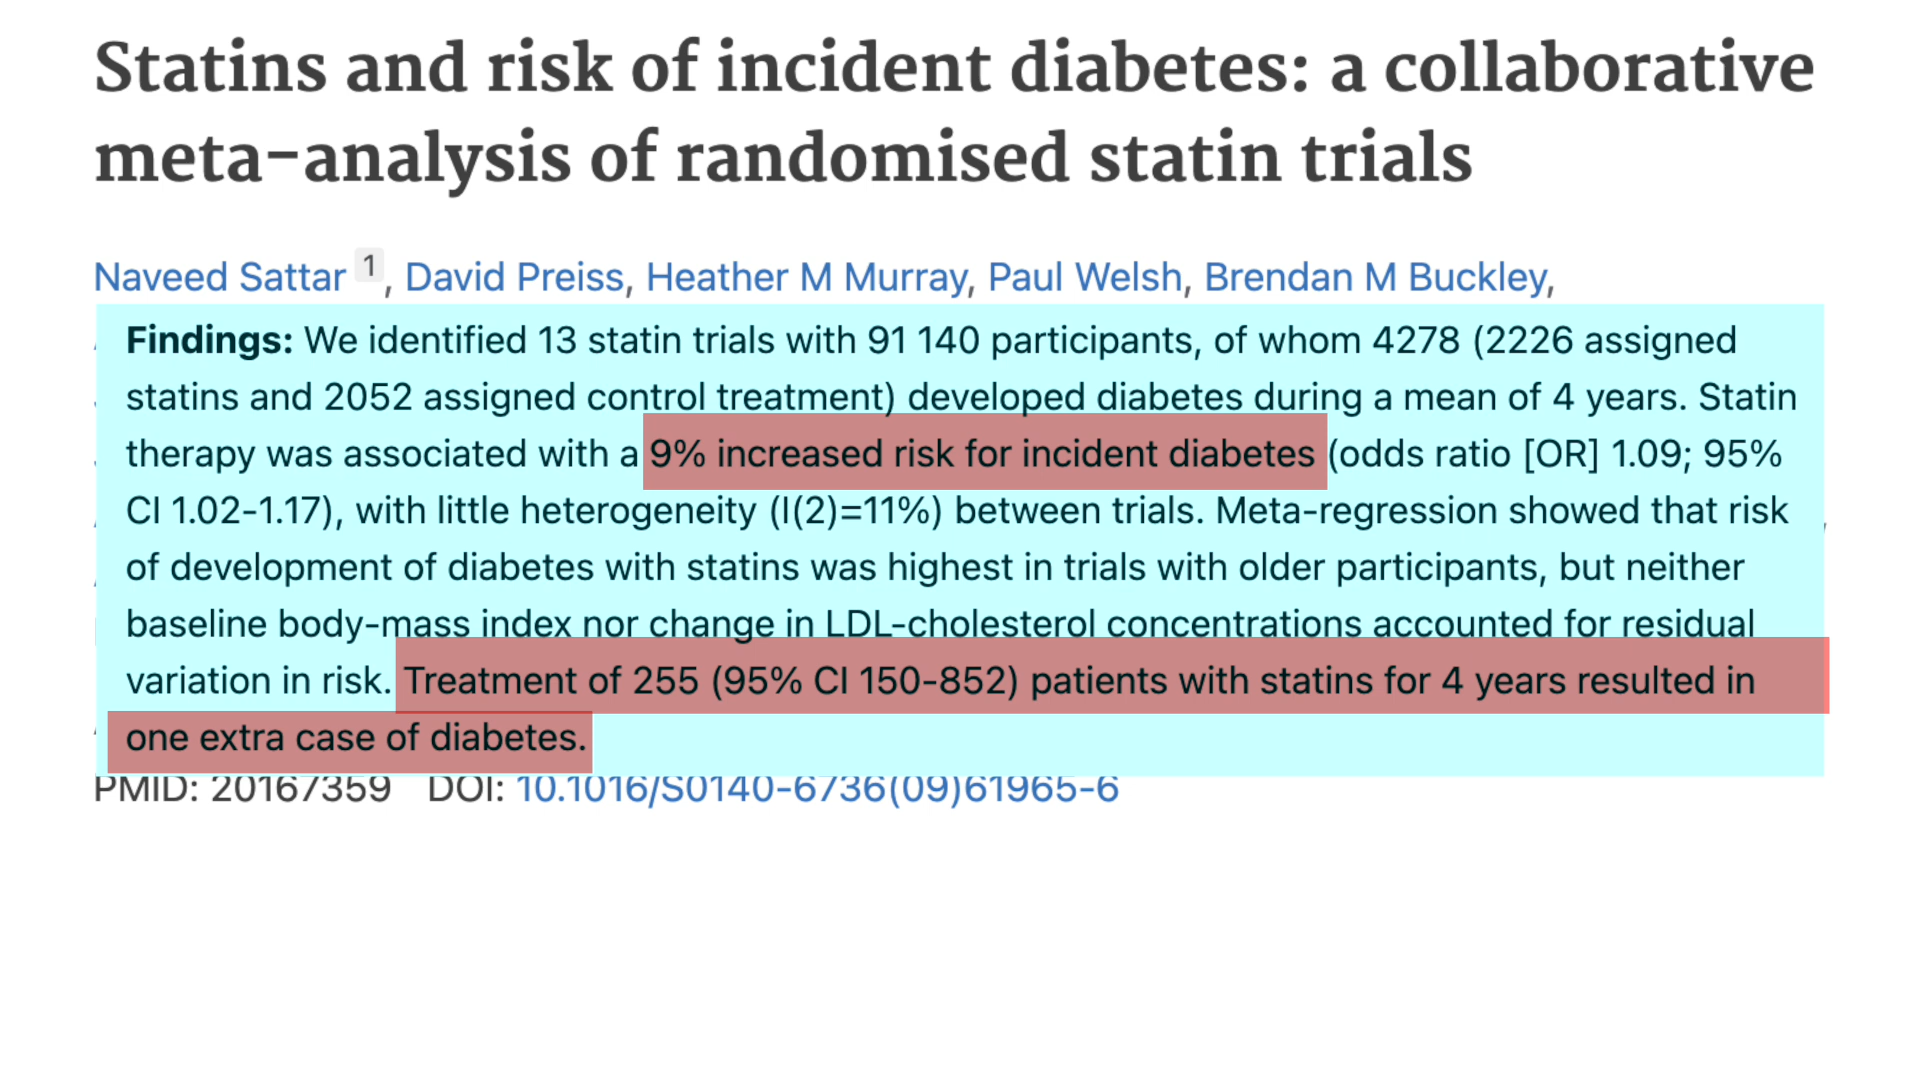 Statins and risk of incident diabetes: a collaborative
meta-analysis of randomised statin trials
Naveed Sattar 1, David Preiss, Heather M Murray, Paul Welsh, Brendan M Buckley,
Findings: We identified 13 statin trials with 91 140 participants, of whom 4278 (2226 assigned
statins and 2052 assigned control treatment) developed diabetes during a mean of 4 years. Statin
therapy was associated with a 9% increased risk for incident diabetes (odds ratio [OR] 1.09; 95%
CI 1.02-1.17), with little heterogeneity (I(2)=11%) between trials. Meta-regression showed that risk
of development of diabetes with statins was highest in trials with older participants, but neither
baseline body-mass index nor change in LDL-cholesterol concentrations accounted for residual
variation in risk. Treatment of 255 (95% CI 150-852) patients with statins for 4 years resulted in
one extra case of diabetes.
PMID: 20167359 DOI: 10.1016/S0140-6736(09)61965-6